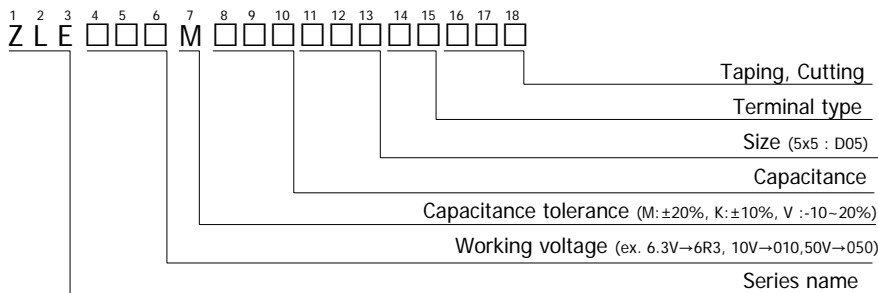 1 2 3 4 5 6 7 8 9 10 11 12 13 14 15 16 17 18
Z L E □ □ □ M □ □ □ □ □ □ □ □ □ □ □
Taping, Cutting
Terminal type
Size (5x5 : D05)
Capacitance
Capacitance tolerance (M:±20%, K:±10%, V :-10~20%)
Working voltage (ex. 6.3V→6R3, 10V→010,50V→050)
Series name